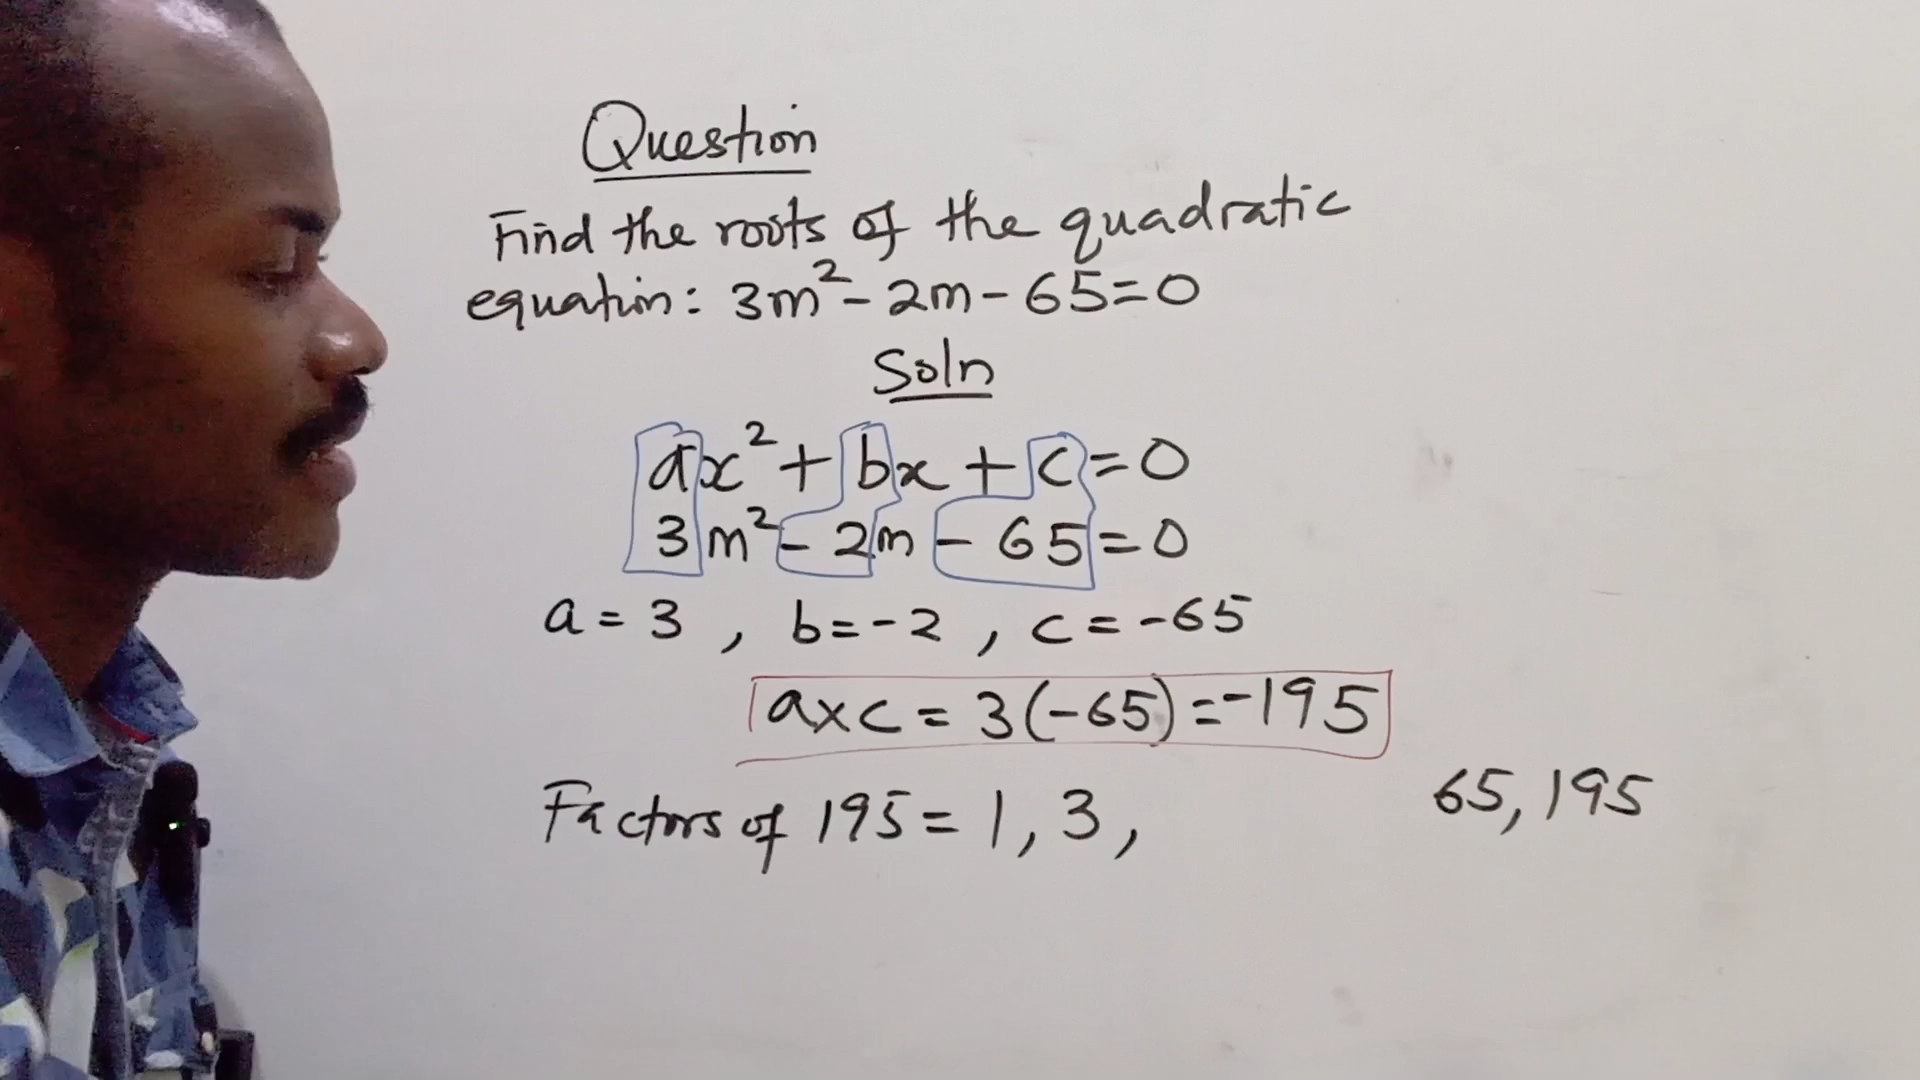 Question
Find the roots of the quadratic
equation: 3m²- 2m - 65=0
Soln
ax² + bx + c = 0
3m² - 2m - 65 = 0
a = 3 , b = -2 , c = -65
axc = 3(-65) = -195
Factors of 195 = 1, 3, 65, 195